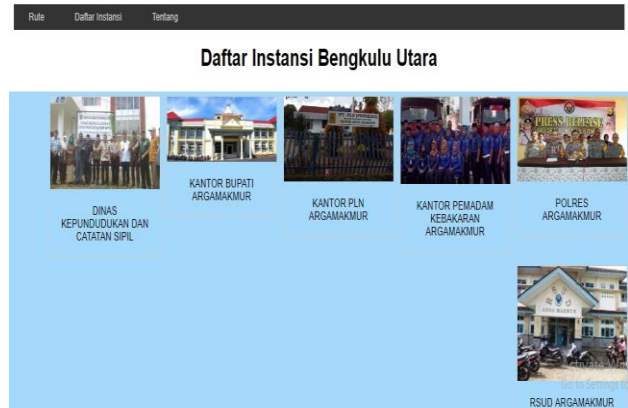 Rute Daftar Instansi Tentang
Daftar Instansi Bengkulu Utara
PRESS RELEASE
DINAS
KEPUNDUDUKAN DAN
CATATAN SIPIL
KANTOR BUPATI
ARGAMAKMUR
KANTOR PLN
ARGAMAKMUR
KANTOR PEMADAM
KEBAKARAN
ARGAMAKMUR
POLRES
ARGAMAKMUR
RSUD ARGAMAKMUR